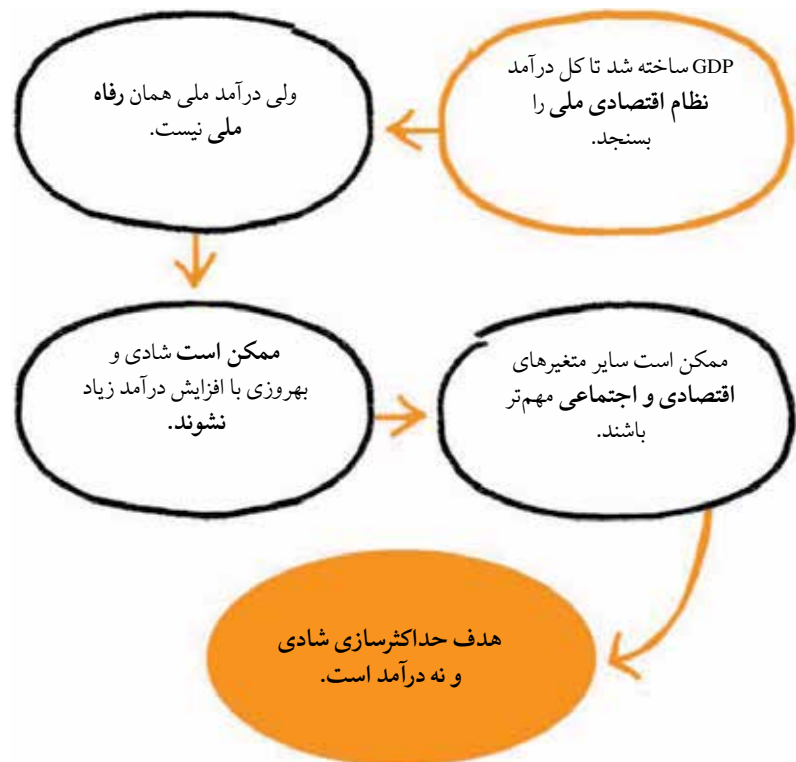 GDP ساخته شد تا کل درآمد
نظام اقتصادی ملی را
بسنجد.
ولی درآمد ملی همان رفاه
ملی نیست.
ممکن است شادی و
بهروزی با افزایش درآمد زیاد
نشوند.
ممکن است سایر متغیرهای
اقتصادی و اجتماعی مهم‌تر
باشند.
هدف حداکثرسازی شادی
و نه درآمد است.